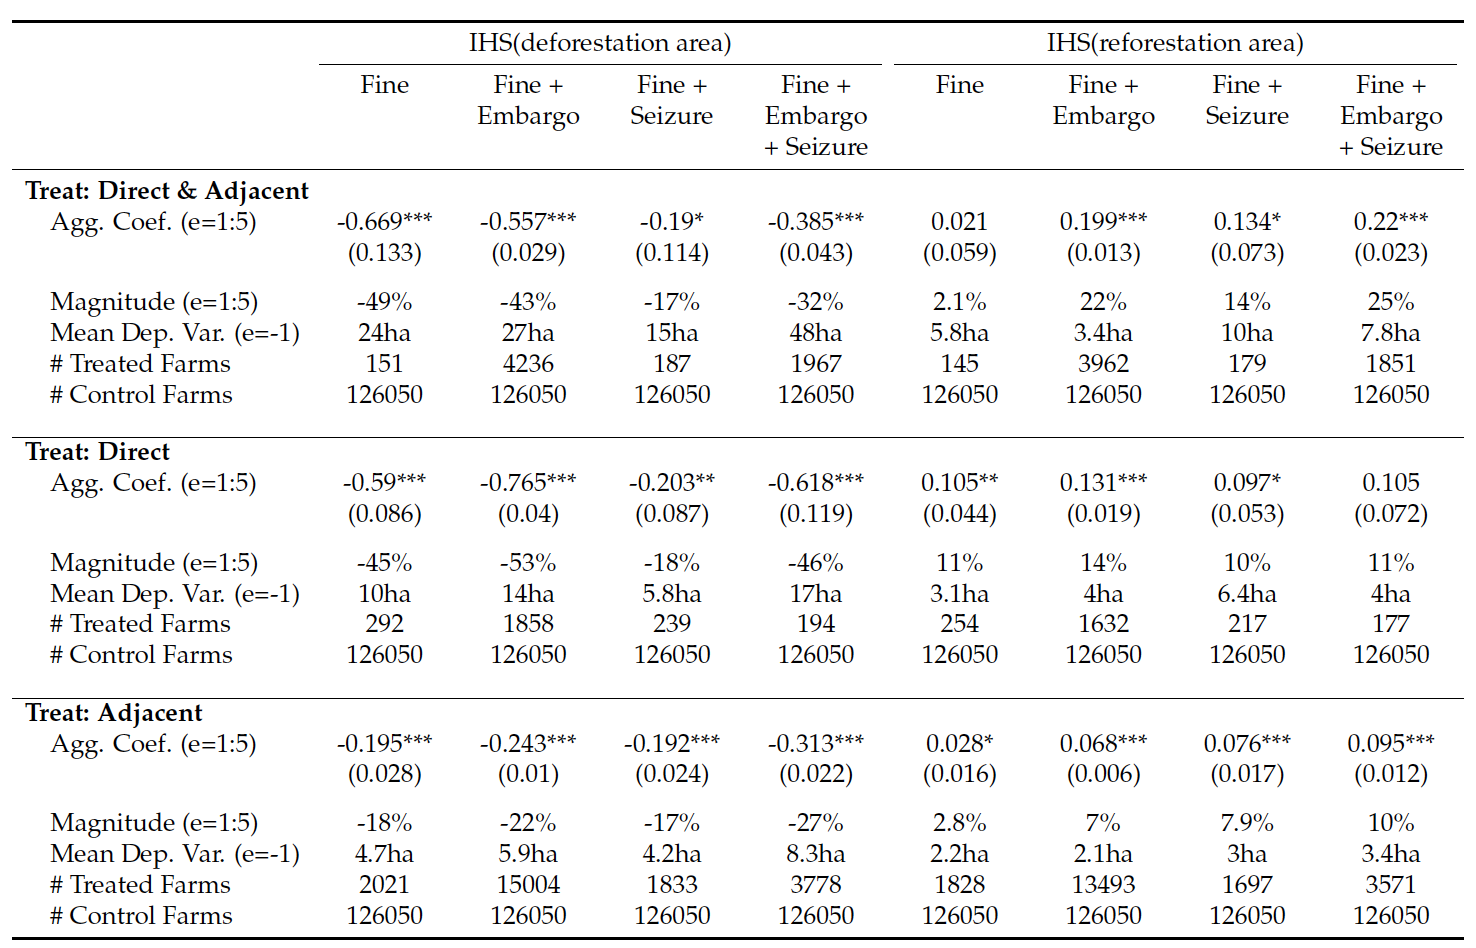 IHS(deforestation area) IHS(reforestation area)
Fine Fine + Fine + Fine + Fine Fine + Fine + Fine +
Embargo Seizure Embargo Embargo Seizure Embargo
+ Seizure + Seizure
Treat: Direct & Adjacent
Agg. Coef. (e=1:5) -0.669*** -0.557*** -0.19* -0.385*** 0.021 0.199*** 0.134* 0.22***
(0.133) (0.029) (0.114) (0.043) (0.059) (0.013) (0.073) (0.023)
Magnitude (e=1:5) -49% -43% -17% -32% 2.1% 22% 14% 25%
Mean Dep. Var. (e=-1) 24ha 27ha 15ha 48ha 5.8ha 3.4ha 10ha 7.8ha
# Treated Farms 151 4236 187 1967 145 3962 179 1851
# Control Farms 126050 126050 126050 126050 126050 126050 126050 126050
Treat: Direct
Agg. Coef. (e=1:5) -0.59*** -0.765*** -0.203** -0.618*** 0.105** 0.131*** 0.097* 0.105
(0.086) (0.04) (0.087) (0.119) (0.044) (0.019) (0.053) (0.072)
Magnitude (e=1:5) -45% -53% -18% -46% 11% 14% 10% 11%
Mean Dep. Var. (e=-1) 10ha 14ha 5.8ha 17ha 3.1ha 4ha 6.4ha 4ha
# Treated Farms 292 1858 239 194 254 1632 217 177
# Control Farms 126050 126050 126050 126050 126050 126050 126050 126050
Treat: Adjacent
Agg. Coef. (e=1:5) -0.195*** -0.243*** -0.192*** -0.313*** 0.028* 0.068*** 0.076*** 0.095***
(0.028) (0.01) (0.024) (0.022) (0.016) (0.006) (0.017) (0.012)
Magnitude (e=1:5) -18% -22% -17% -27% 2.8% 7% 7.9% 10%
Mean Dep. Var. (e=-1) 4.7ha 5.9ha 4.2ha 8.3ha 2.2ha 2.1ha 3ha 3.4ha
# Treated Farms 2021 15004 1833 3778 1828 13493 1697 3571
# Control Farms 126050 126050 126050 126050 126050 126050 126050 126050